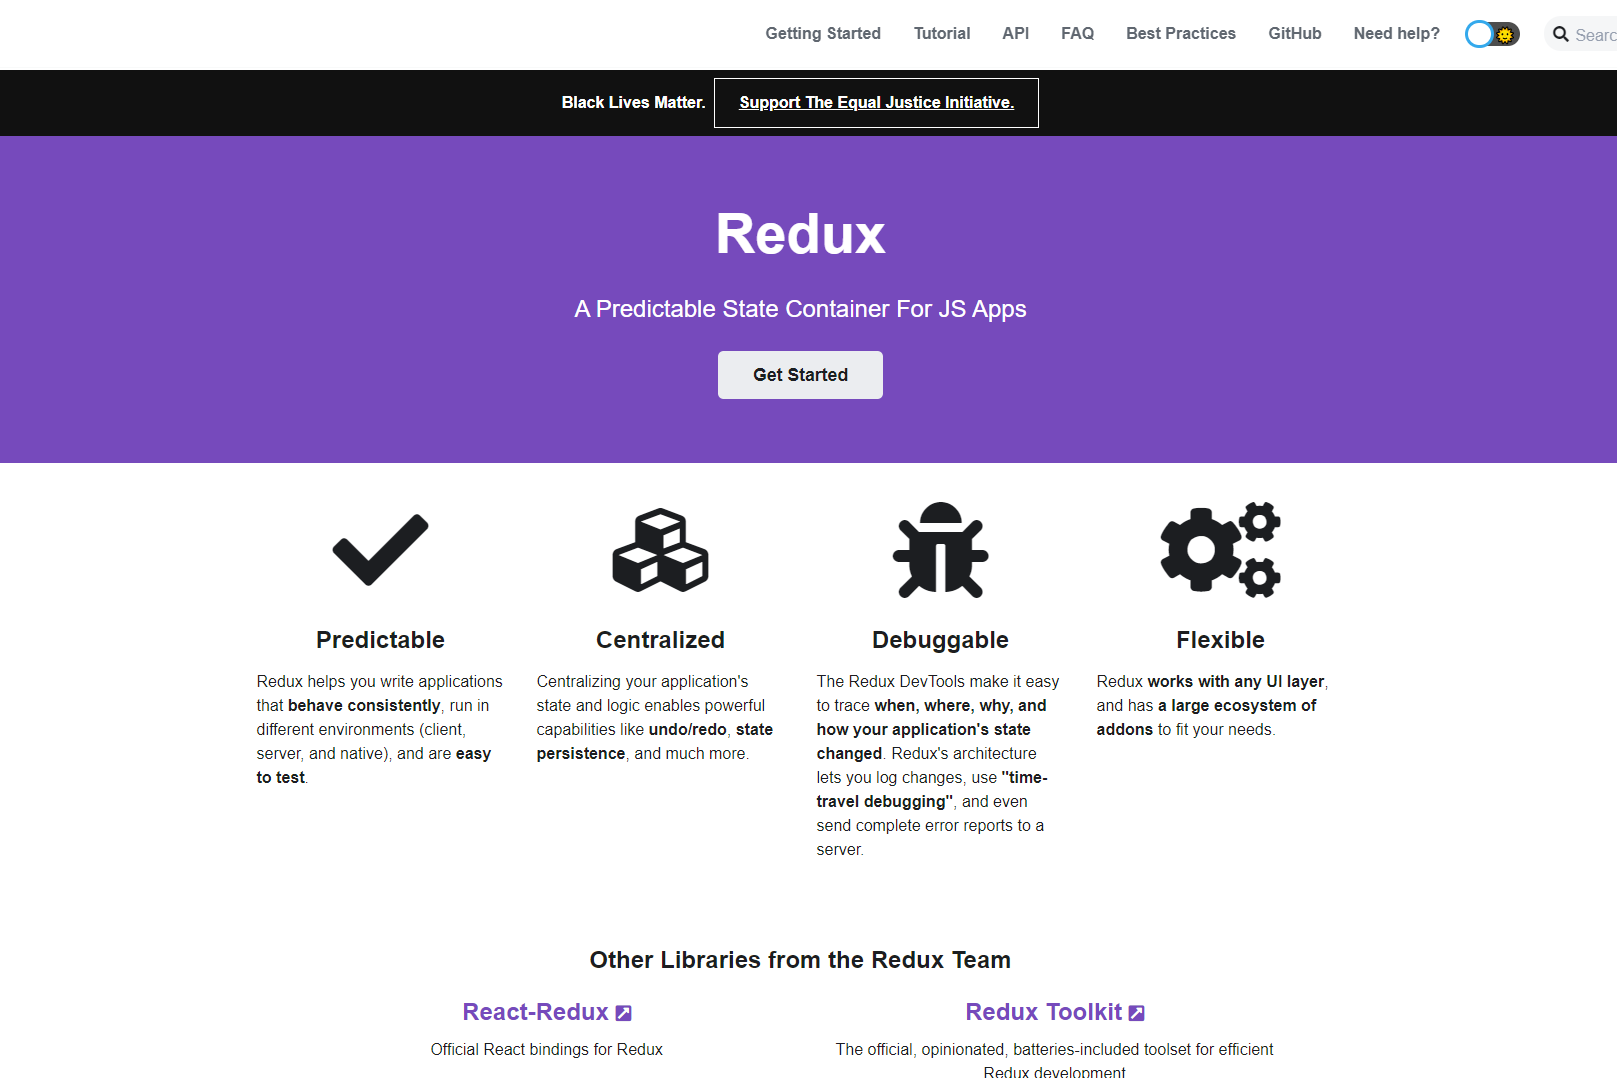 Getting Started Tutorial API FAQ Best Practices GitHub Need help? Searc
Black Lives Matter. Support The Equal Justice Initiative.
Redux
A Predictable State Container For JS Apps
Get Started
Predictable
Redux helps you write applications
that behave consistently, run in
different environments (client,
server, and native), and are easy
to test.
Centralized
Centralizing your application's
state and logic enables powerful
capabilities like undo/redo, state
persistence, and much more.
Debuggable
The Redux DevTools make it easy
to trace when, where, why, and
how your application's state
changed. Redux's architecture
lets you log changes, use "time-
travel debugging", and even
send complete error reports to a
server.
Flexible
Redux works with any UI layer,
and has a large ecosystem of
addons to fit your needs.
Other Libraries from the Redux Team
React-Redux
Official React bindings for Redux
Redux Toolkit
The official, opinionated, batteries-included toolset for efficient
Redux development